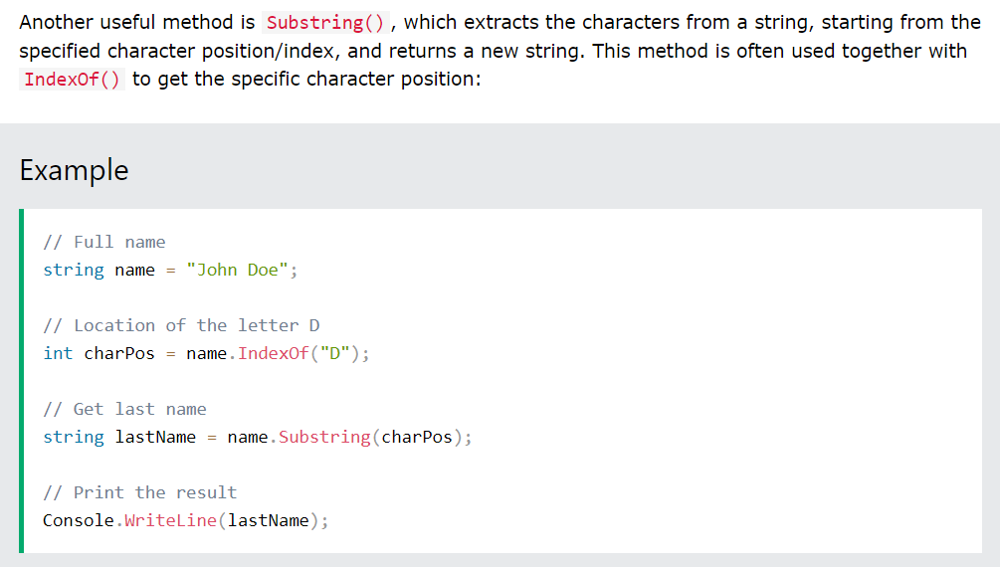 Another useful method is Substring(), which extracts the characters from a string, starting from the
specified character position/index, and returns a new string. This method is often used together with
IndexOf() to get the specific character position:
Example
// Full name
string name = "John Doe";
// Location of the letter D
int charPos = name.IndexOf("D");
// Get last name
string lastName = name.Substring(charPos);
// Print the result
Console.WriteLine(lastName);